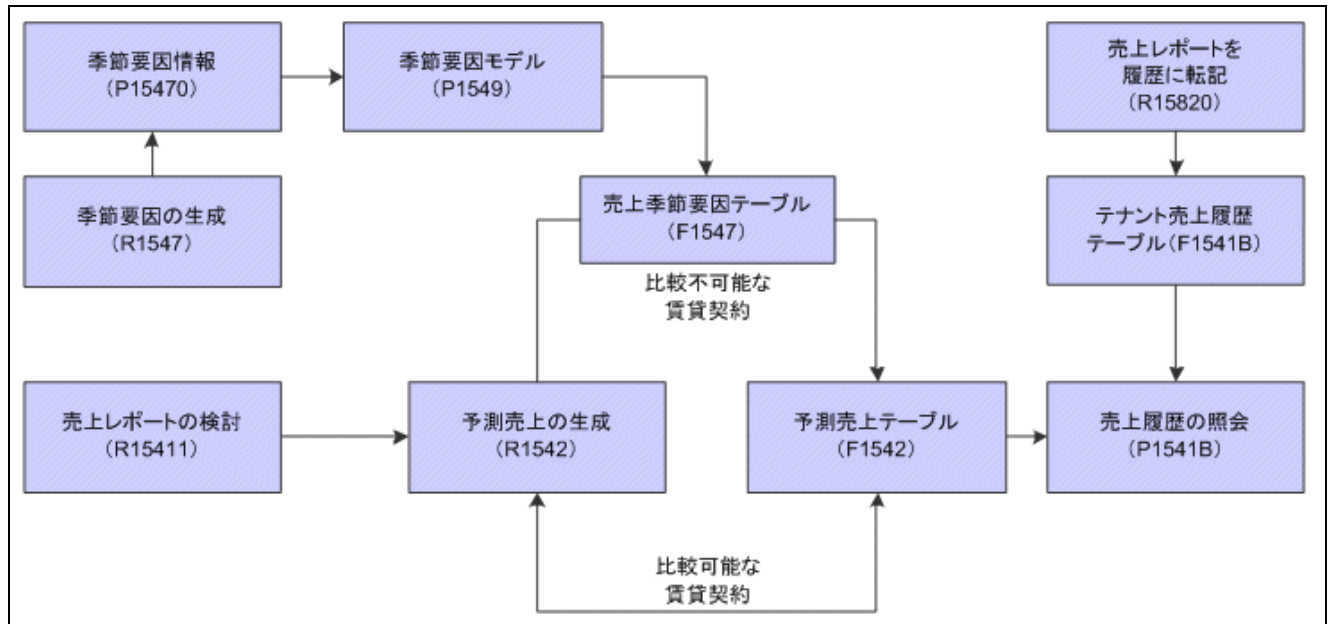 季節要因情報
(P15470)
季節要因モデル
(P1549)
売上レポートを
履歴に転記
(R15820)
季節要因の生成
(R1547)
売上季節要因テーブル
(F1547)
テナント売上履歴
テーブル(F1541B)
比較不可能な
賃貸契約
売上レポートの検討
(R15411)
予測売上の生成
(R1542)
予測売上テーブル
(F1542)
売上履歴の照会
(P1541B)
比較可能な
賃貸契約